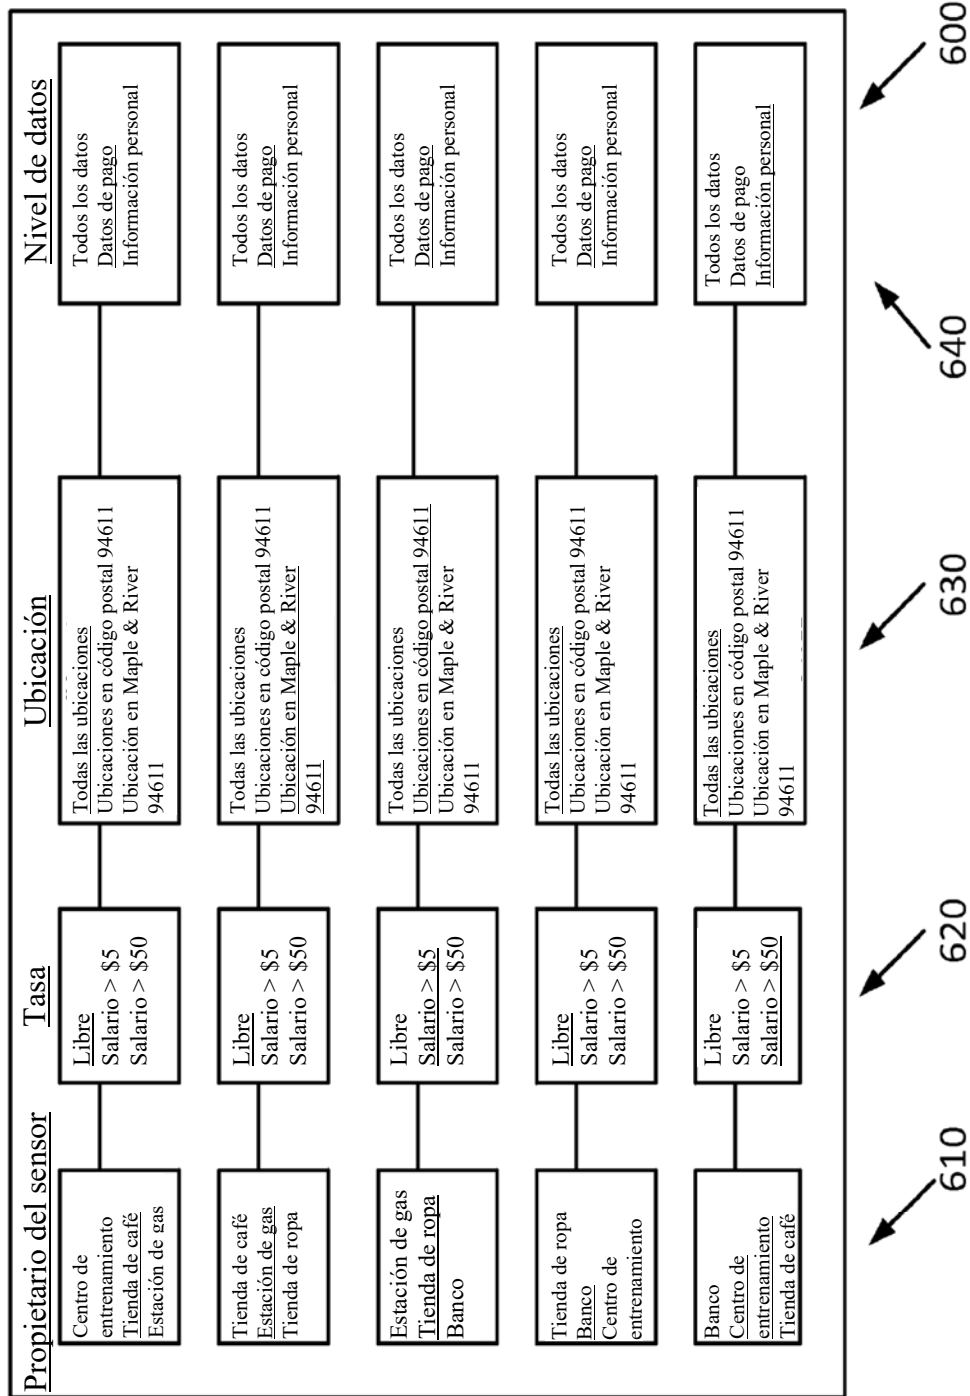 Propietario del sensor
Tasa
Ubicación
Nivel de datos
Centro de
entrenamiento
Tienda de café
Estación de gas
Libre
Salario > $5
Salario > $50
Todas las ubicaciones
Ubicaciones en código postal 94611
Ubicación en Maple & River
94611
Todos los datos
Datos de pago
Información personal
Tienda de café
Estación de gas
Tienda de ropa
Libre
Salario > $5
Salario > $50
Todas las ubicaciones
Ubicaciones en código postal 94611
Ubicación en Maple & River
94611
Todos los datos
Datos de pago
Información personal
Estación de gas
Tienda de ropa
Banco
Libre
Salario > $5
Salario > $50
Todas las ubicaciones
Ubicaciones en código postal 94611
Ubicación en Maple & River
94611
Todos los datos
Datos de pago
Información personal
Tienda de ropa
Banco
Centro de
entrenamiento
Libre
Salario > $5
Salario > $50
Todas las ubicaciones
Ubicaciones en código postal 94611
Ubicación en Maple & River
94611
Todos los datos
Datos de pago
Información personal
Banco
Centro de
entrenamiento
Tienda de café
Libre
Salario > $5
Salario > $50
Todas las ubicaciones
Ubicaciones en código postal 94611
Ubicación en Maple & River
94611
Todos los datos
Datos de pago
Información personal
610
620
630
640
600